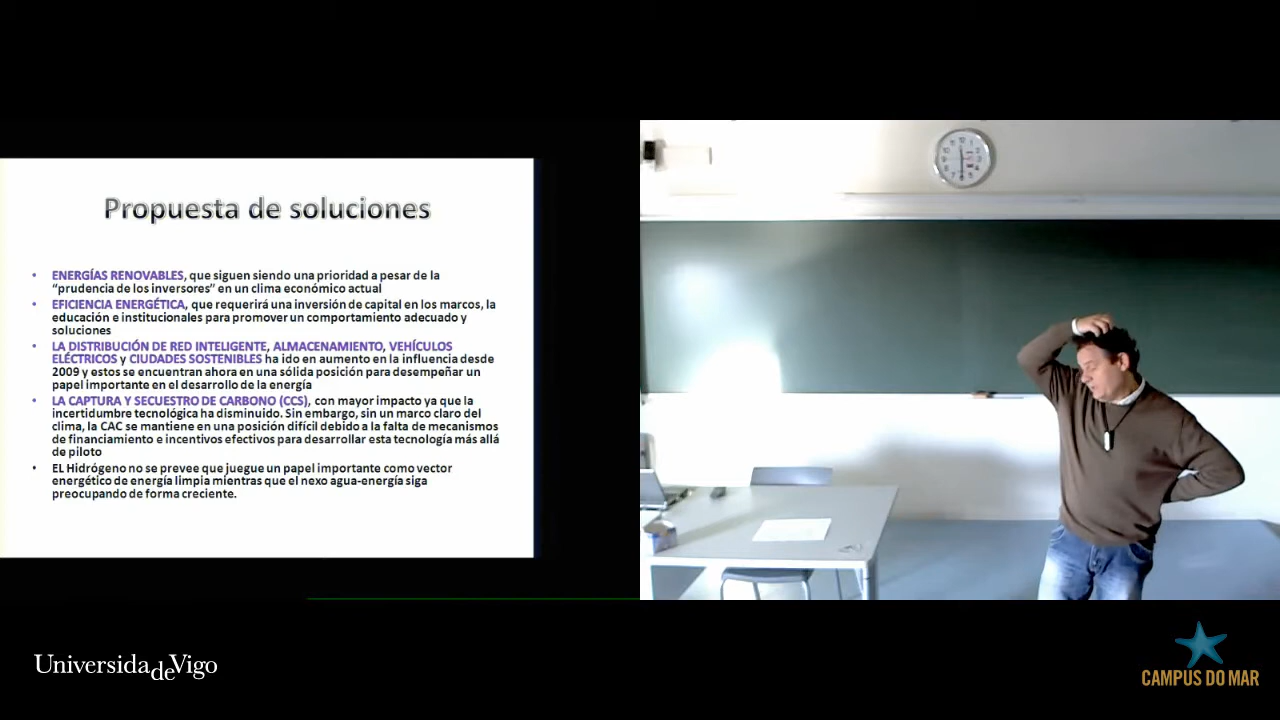 Propuesta de soluciones
• ENERGÍAS RENOVABLES, que siguen siendo una prioridad a pesar de la
“prudencia de los inversores” en un clima económico actual
• EFICIENCIA ENERGÉTICA, que requerirá una inversión de capital en los marcos, la
educación e institucionales para promover un comportamiento adecuado y
soluciones
• LA DISTRIBUCIÓN DE RED INTELIGENTE, ALMACENAMIENTO, VEHÍCULOS
ELÉCTRICOS y CIUDADES SOSTENIBLES ha ido en aumento en la influencia desde
2009 y estos se encuentran ahora en una sólida posición para desempeñar un
papel importante en el desarrollo de la energía
• LA CAPTURA Y SECUESTRO DE CARBONO (CCS), con mayor impacto ya que la
incertidumbre tecnológica ha disminuido. Sin embargo, sin un marco claro del
clima, la CAC se mantiene en una posición difícil debido a la falta de mecanismos
de financiamiento e incentivos efectivos para desarrollar esta tecnología más allá
de piloto
• EL Hidrógeno no se prevee que juegue un papel importante como vector
energético de energía limpia mientras que el nexo agua-energía siga
preocupando de forma creciente.
UniversidadeVigo
CAMPUS DO MAR